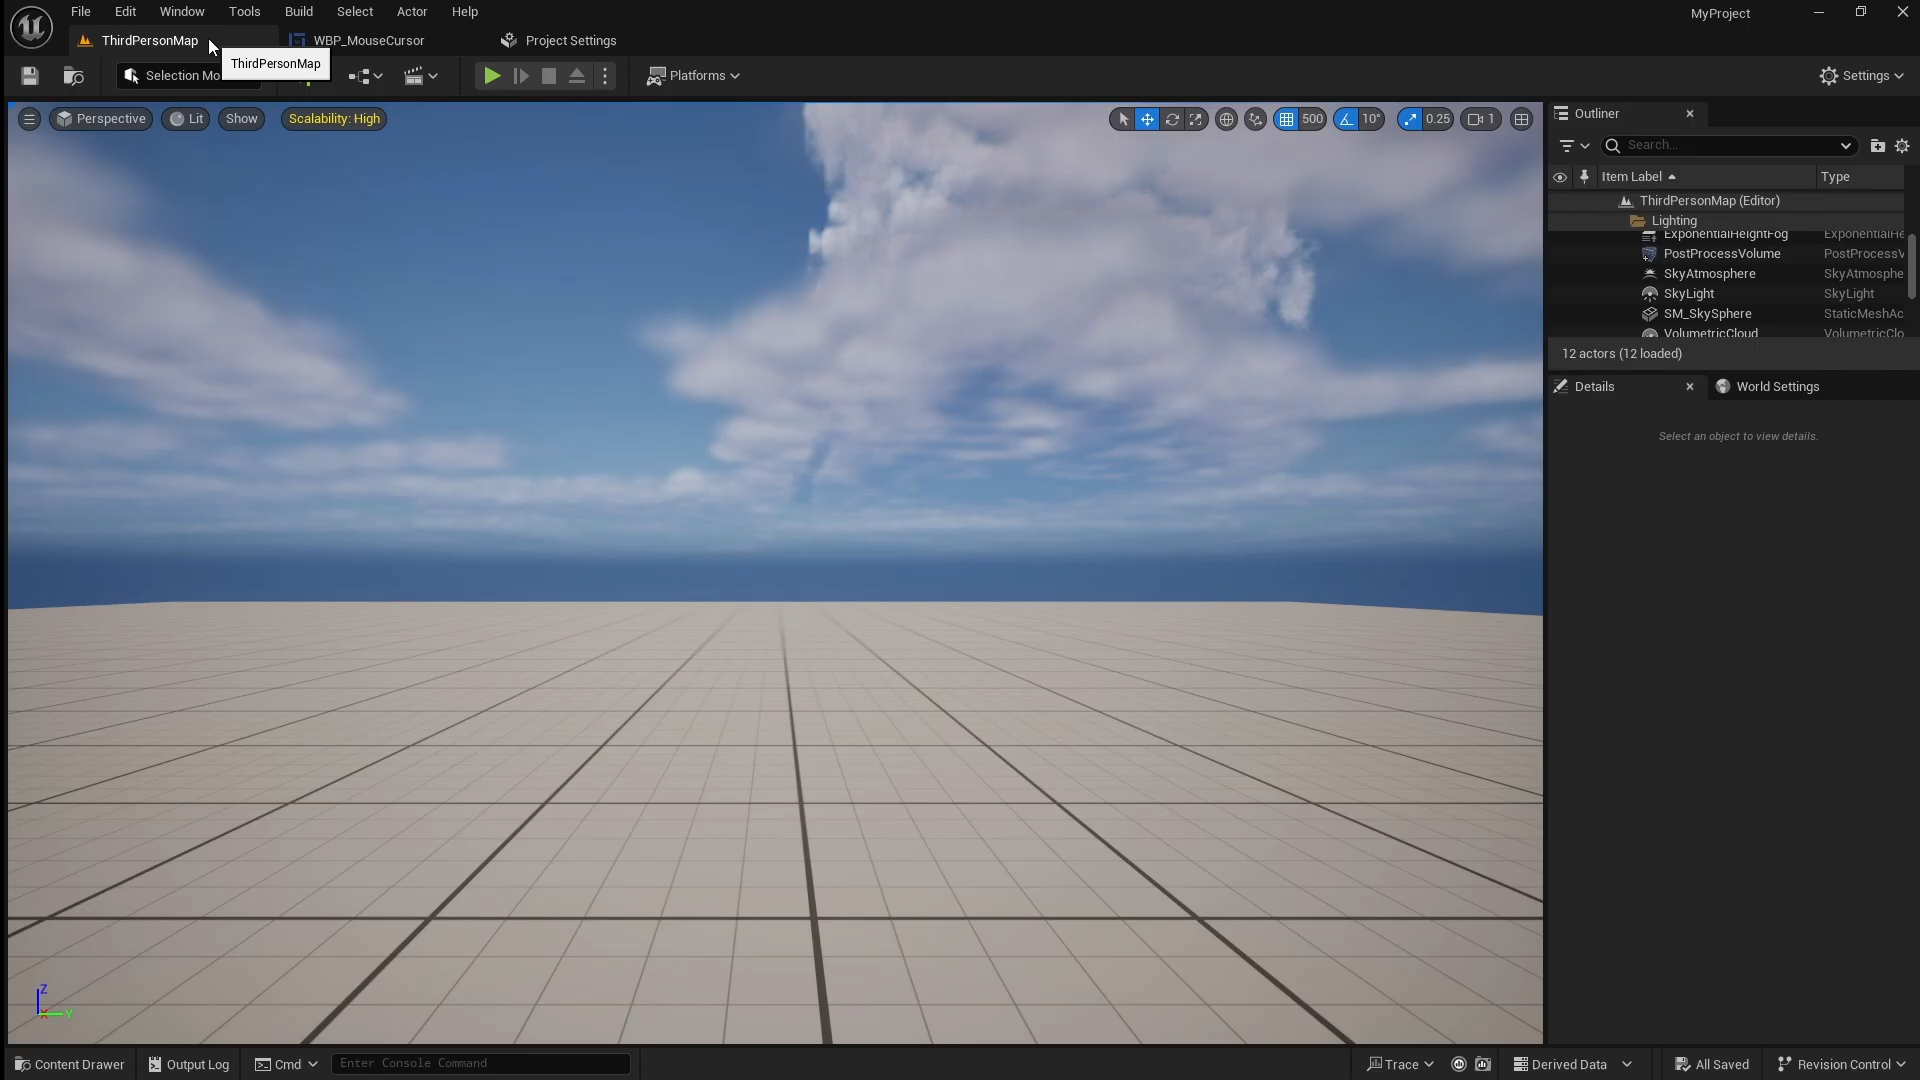 File Edit Window Tools Build Select Actor Help
MyProject
ThirdPersonMap
WBP_MouseCursor
Project Settings
ThirdPersonMap
Selection Mo
Platforms
Settings
Perspective
Lit
Show
Scalability: High
500
10°
0.25
1
Outliner
Search...
Item Label
Type
ThirdPersonMap (Editor)
Lighting
ExponentialHeightFog ExponentialHe
PostProcessVolume PostProcessV
SkyAtmosphere SkyAtmosphe
SkyLight SkyLight
SM_SkySphere StaticMeshAc
VolumetricCloud VolumetricClo
12 actors (12 loaded)
Details
World Settings
Select an object to view details.
Z
X
Y
Content Drawer
Output Log
Cmd
Enter Console Command
Trace
Derived Data
All Saved
Revision Control